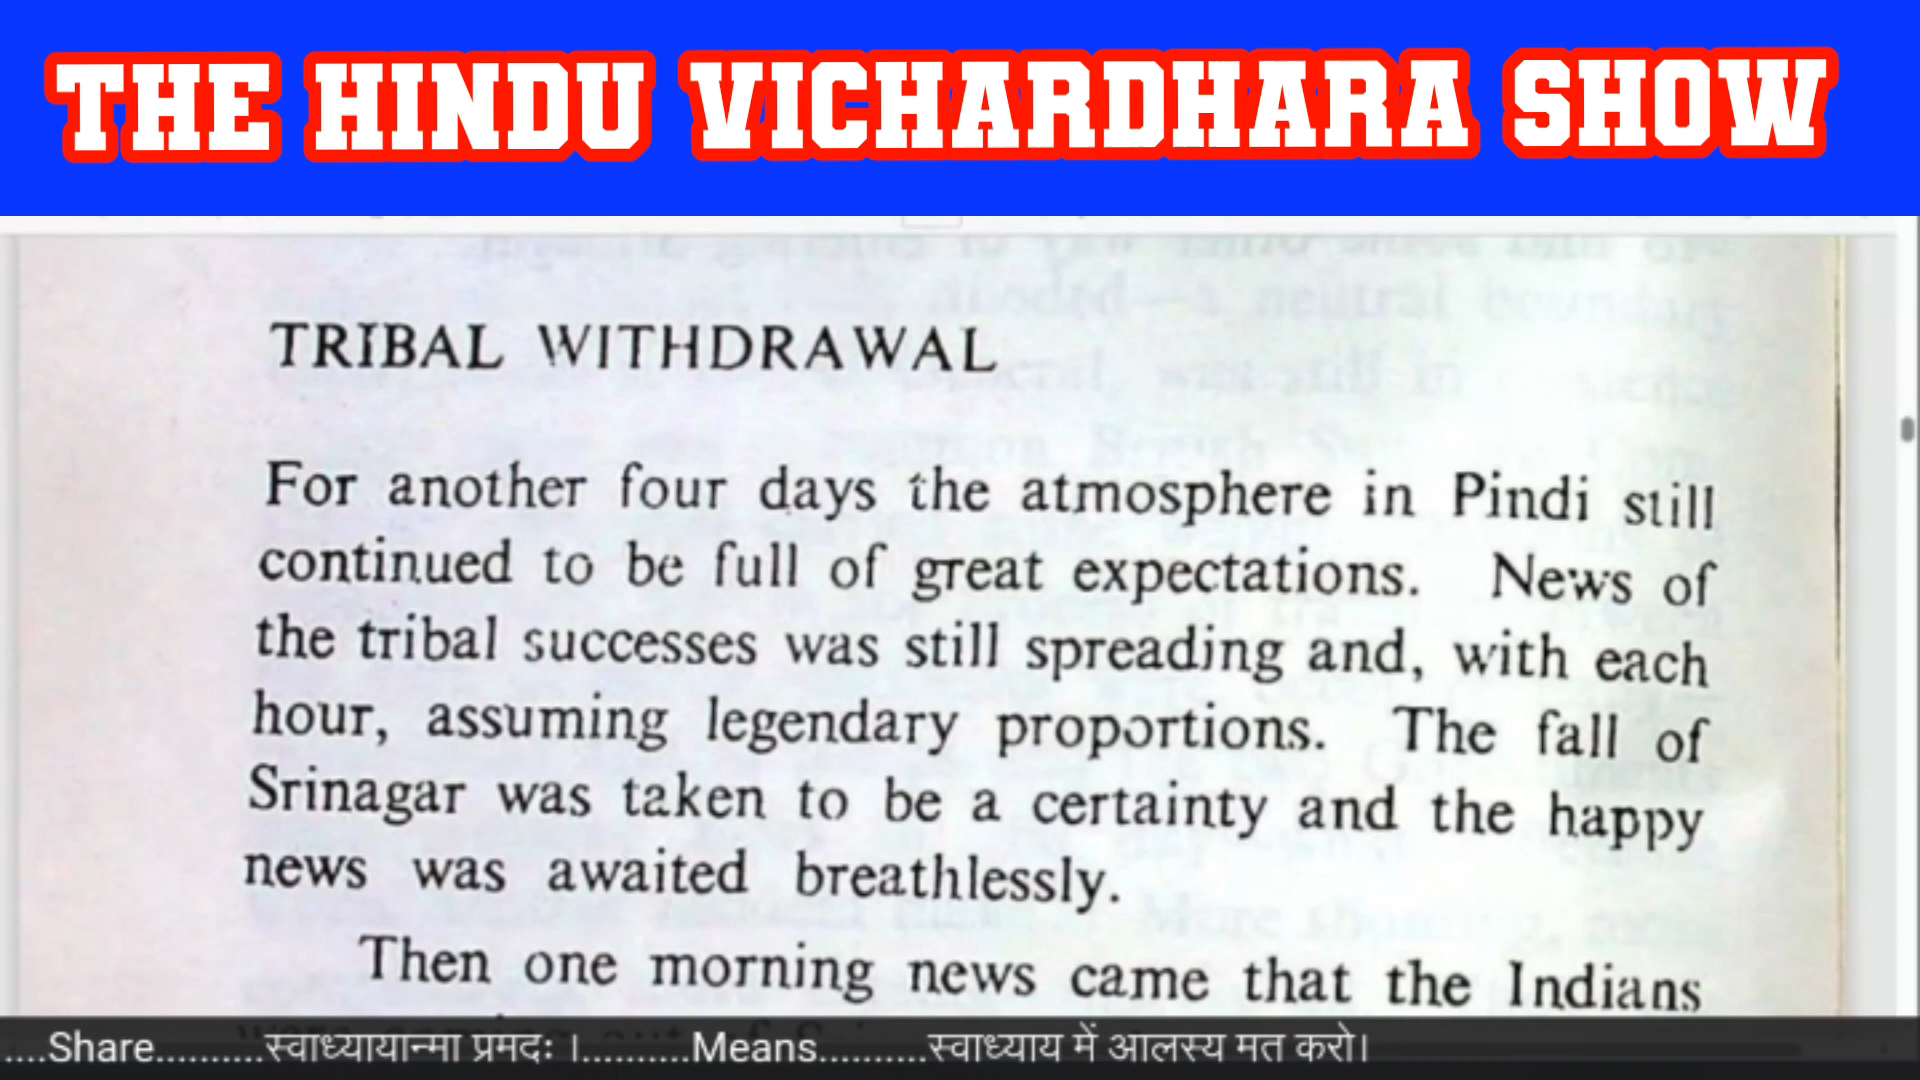 THE HINDU VICHARDHARA SHOW
TRIBAL WITHDRAWAL
For another four days the atmosphere in Pindi still
continued to be full of great expectations. News of
the tribal successes was still spreading and, with each
hour, assuming legendary proportions. The fall of
Srinagar was taken to be a certainty and the happy
news was awaited breathlessly.
Then one morning news came that the Indians
....Share..........स्वाध्यायान्मा प्रमदः ।..........Means..........स्वाध्याय में आलस्य मत करो।